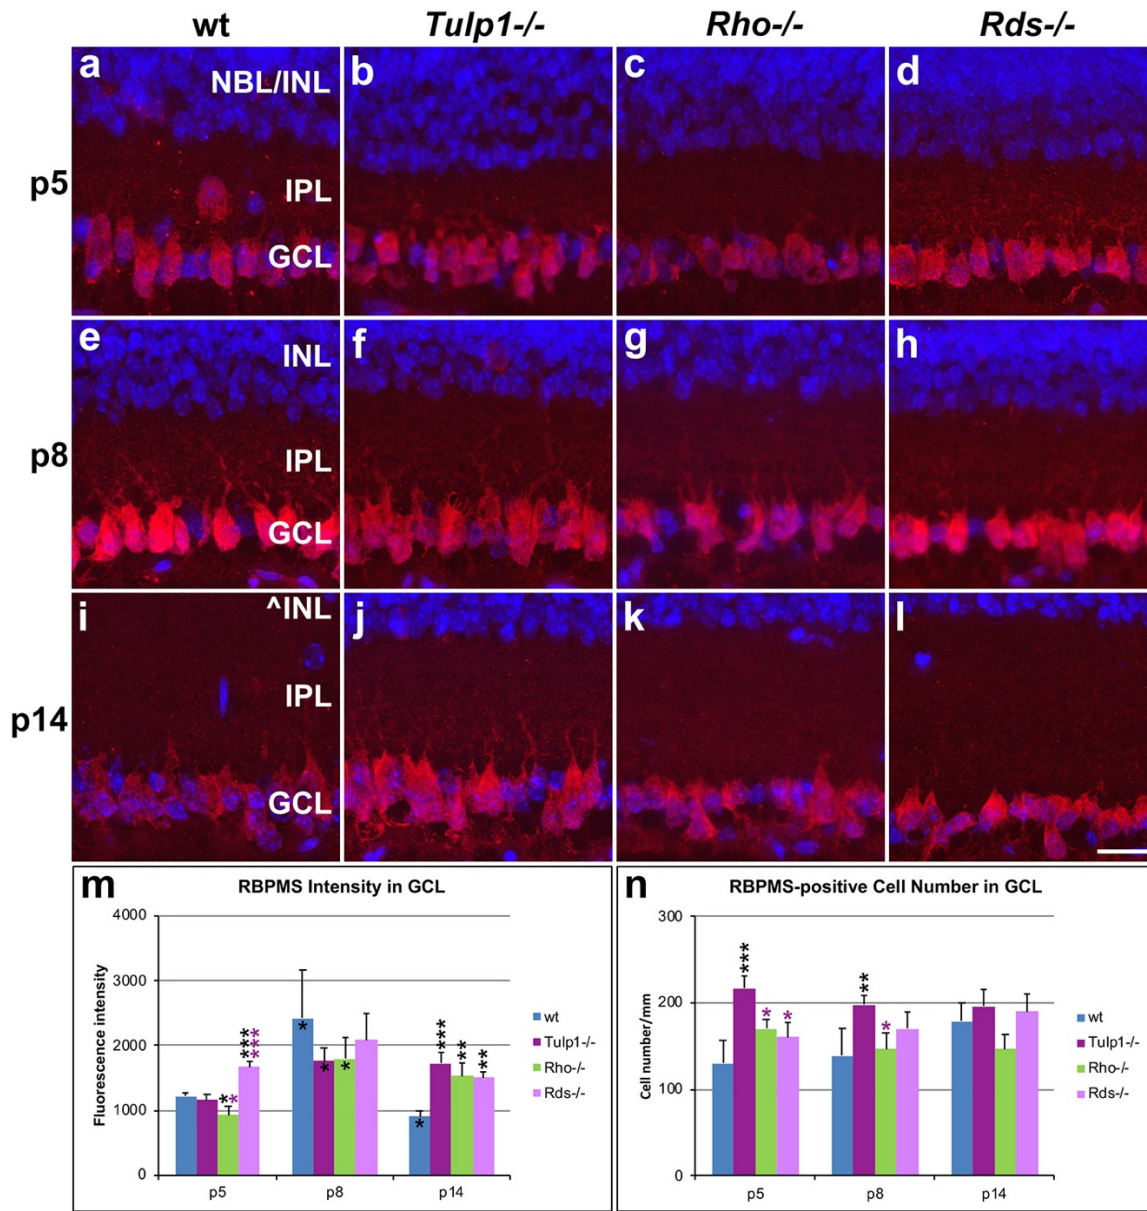 wt Tulp1-/- Rho-/- Rds-/-
a b c d
NBL/INL
p5
IPL
GCL
e f g h
INL
p8
IPL
GCL
i j k l
^INL
p14
IPL
GCL
m
RBPMS Intensity in GCL
4000
3000
2000
1000
0
Fluorescence intensity
* * *** ***
* * *
* *** ** **
p5 p8 p14
wt
Tulp1-/-
Rho-/-
Rds-/-
n
RBPMS-positive Cell Number in GCL
300
200
100
0
Cell number/mm
*** * *
** *
p5 p8 p14
wt
Tulp1-/-
Rho-/-
Rds-/-